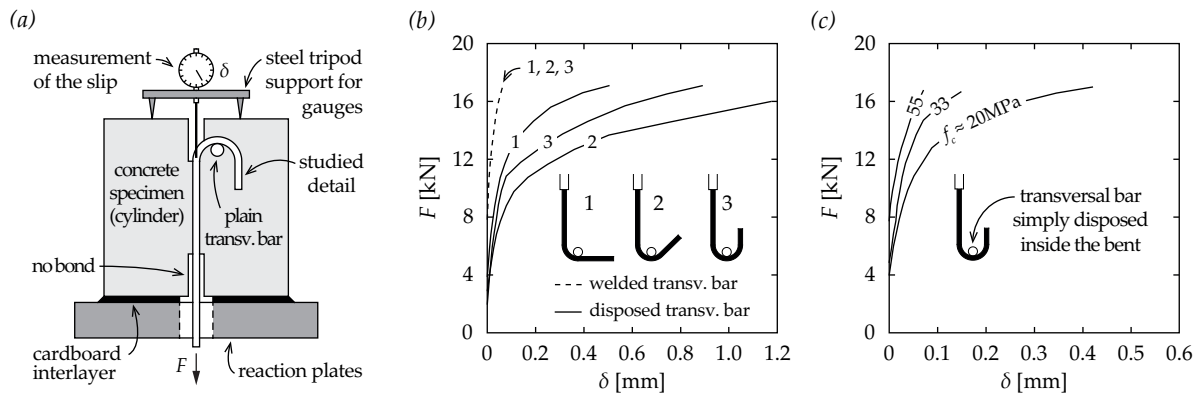 (a)
measurement
of the slip
δ
steel tripod
support for
gauges
concrete
specimen
(cylinder)
plain
transv. bar
studied
detail
no bond
cardboard
interlayer
F
reaction plates
(b)
20
16
12
8
4
0
F [kN]
1, 2, 3
1
3
2
1
2
3
welded transv. bar
disposed transv. bar
0
0.2
0.4
0.6
0.8
1.0
1.2
δ [mm]
(c)
20
16
12
8
4
0
F [kN]
55
33
fc ≈ 20MPa
transversal bar
simply disposed
inside the bent
0
0.1
0.2
0.3
0.4
0.5
0.6
δ [mm]